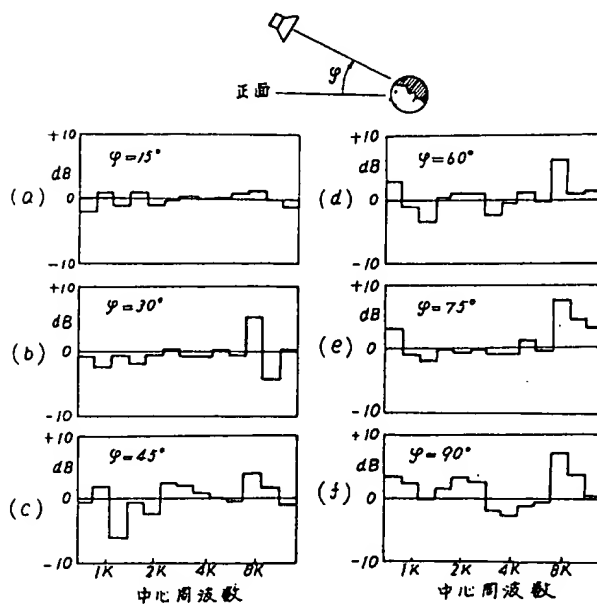 φ
正面
+10
dB
0
-10
φ=15°
(a)
+10
dB
0
-10
φ=30°
(b)
+10
dB
0
-10
φ=45°
(c)
1K 2K 4K 8K
中心周波数
+10
dB
0
-10
φ=60°
(d)
+10
dB
0
-10
φ=75°
(e)
+10
dB
0
-10
φ=90°
(f)
1K 2K 4K 8K
中心周波数